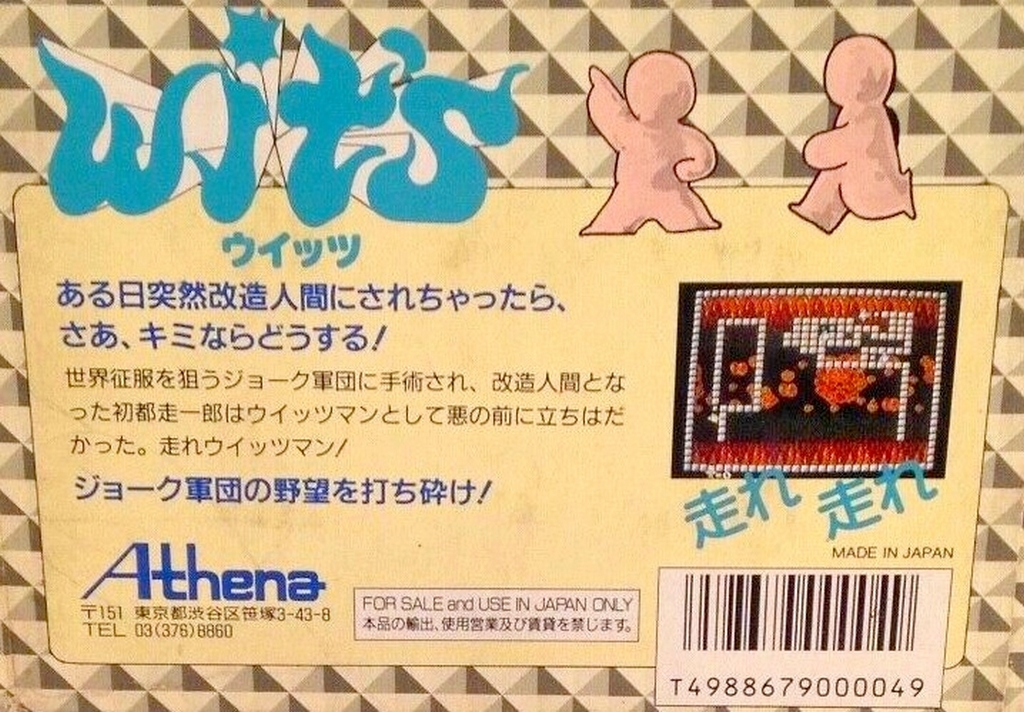 wit's
ウイッツ
ある日突然改造人間にされちゃったら、
さあ、キミならどうする!
世界征服を狙うジョーク軍団に手術され、改造人間とな
った初都走一郎はウイッツマンとして悪の前に立ちはだ
かった。走れウイッツマン!
ジョーク軍団の野望を打ち砕け!
走れ 走れ
MADE IN JAPAN
Athena
〒151 東京都渋谷区笹塚3-43-8
TEL 03(376)8860
FOR SALE and USE IN JAPAN ONLY
本品の輸出、使用営業及び賃貸を禁じます。
T4988679000049